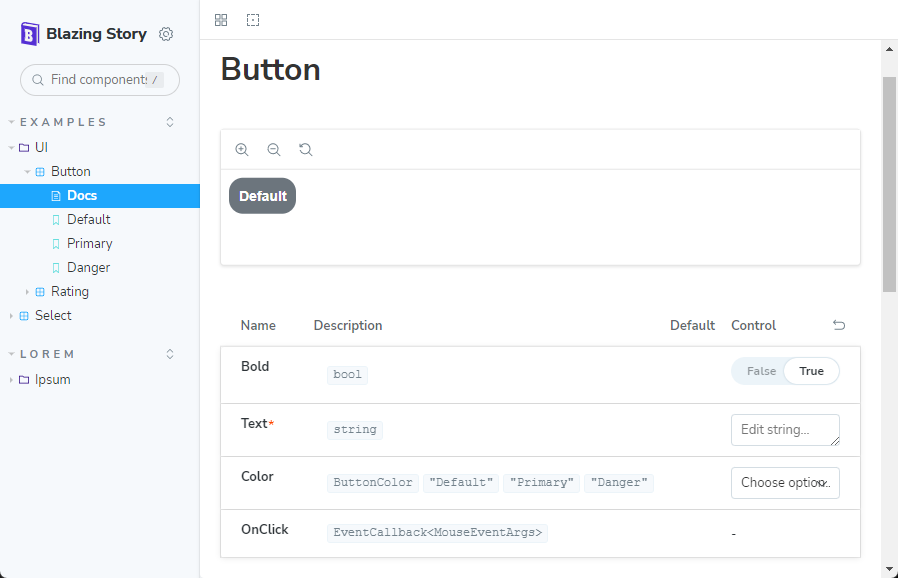 Blazing Story
Find components /
EXAMPLES
UI
Button
Docs
Default
Primary
Danger
Rating
Select
LOREM
Ipsum
Button
Default
Name Description Default Control
Bold bool False True
Text* string Edit string...
Color ButtonColor "Default" "Primary" "Danger" Choose option...
OnClick EventCallback<MouseEventArgs> -